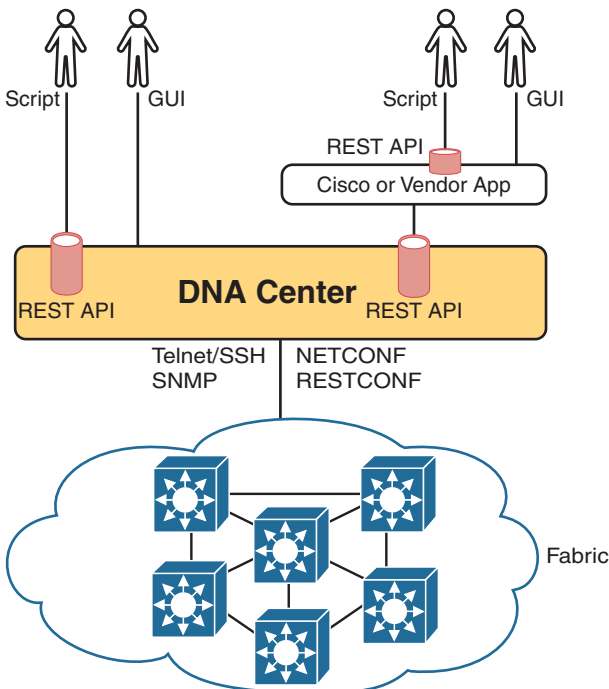 Script
GUI
Script
GUI
REST API
Cisco or Vendor App
DNA Center
REST API
REST API
Telnet/SSH
SNMP
NETCONF
RESTCONF
Fabric